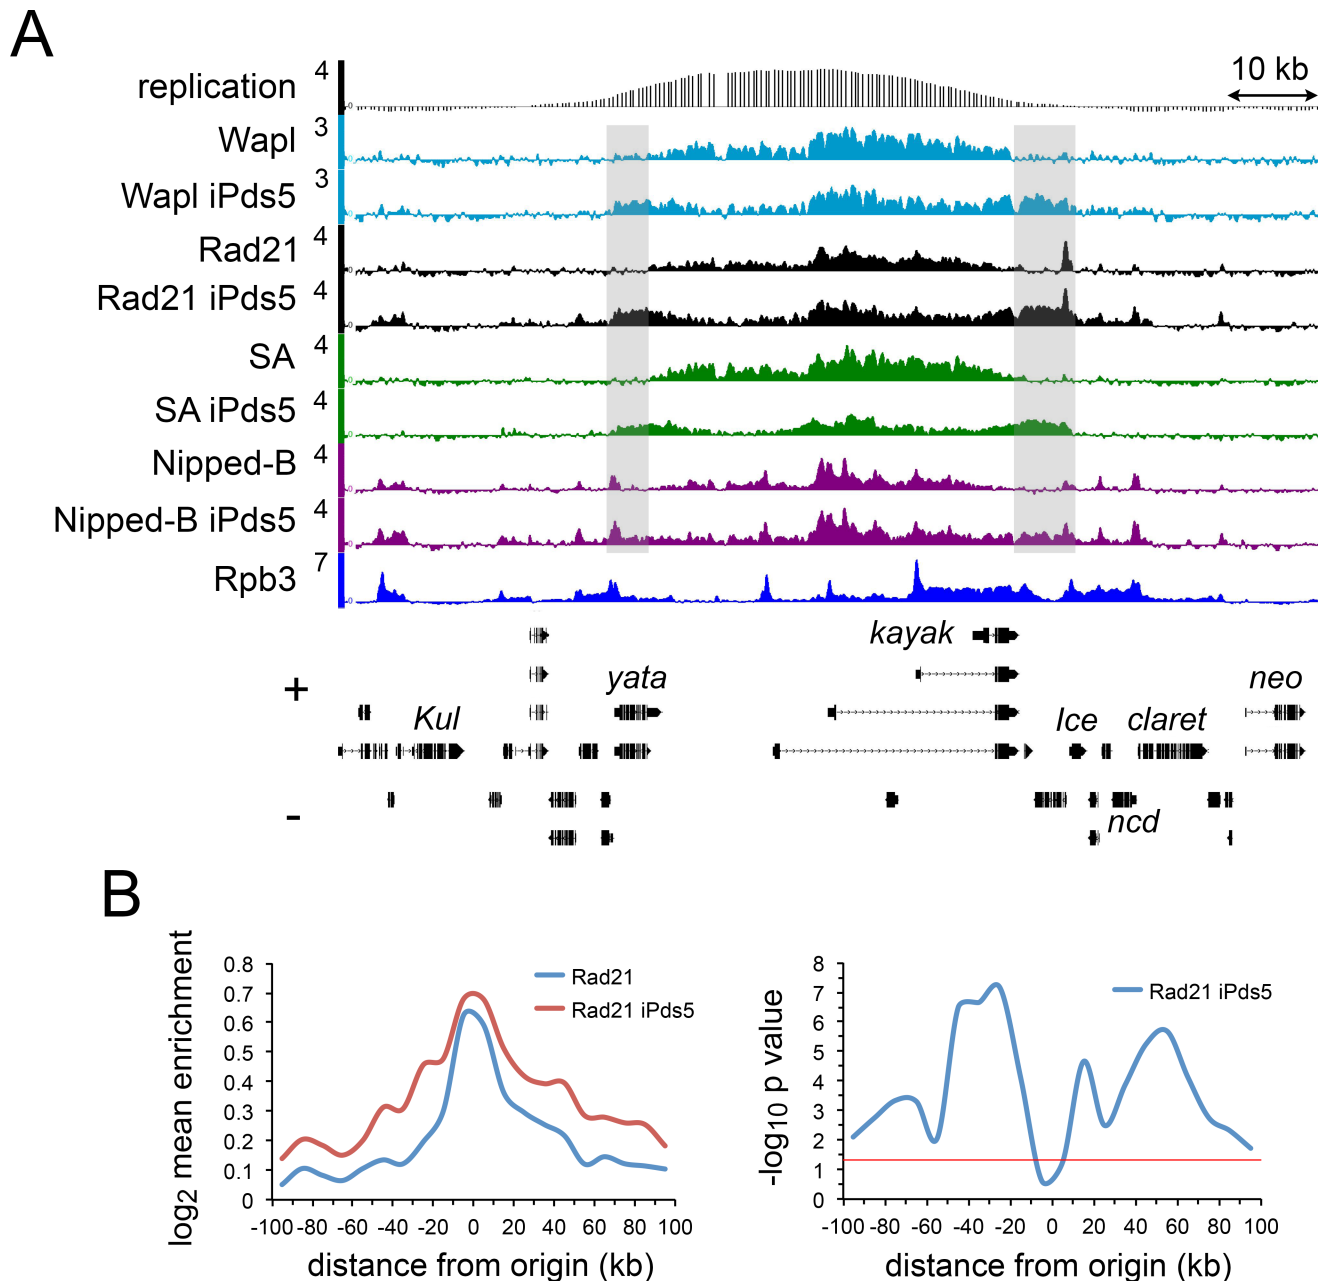 A
replication 4 10 kb
Wapl 3
Wapl iPds5 3
Rad21 4
Rad21 iPds5 4
SA 4
SA iPds5 4
Nipped-B 4
Nipped-B iPds5 4
Rpb3 7
kayak
+ yata neo
Kul Ice claret
- ncd
B
log2 mean enrichment
0.8
0.7
0.6
0.5
0.4
0.3
0.2
0.1
0
Rad21
Rad21 iPds5
-100 -80 -60 -40 -20 0 20 40 60 80 100
distance from origin (kb)
-log10 p value
8
7
6
5
4
3
2
1
0
Rad21 iPds5
-100 -80 -60 -40 -20 0 20 40 60 80 100
distance from origin (kb)